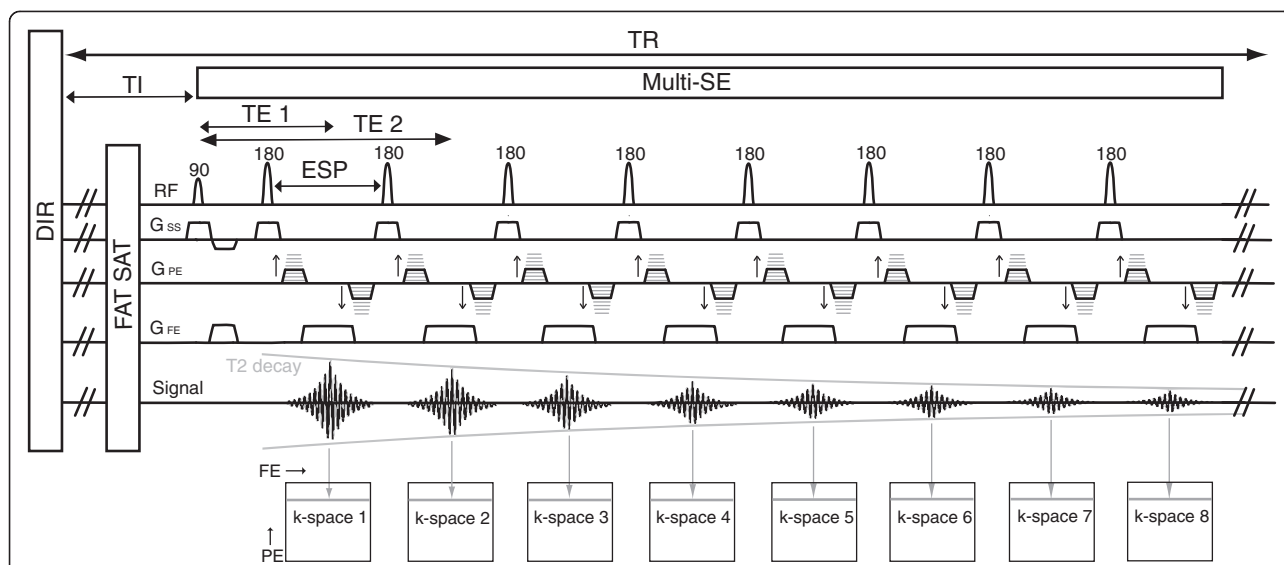 TR
Multi-SE
TI
TE 1
TE 2
90 180 180 180 180 180 180 180 180
ESP
DIR
FAT SAT
RF
G SS
G PE
G FE
T2 decay
Signal
FE
PE
k-space 1 k-space 2 k-space 3 k-space 4 k-space 5 k-space 6 k-space 7 k-space 8